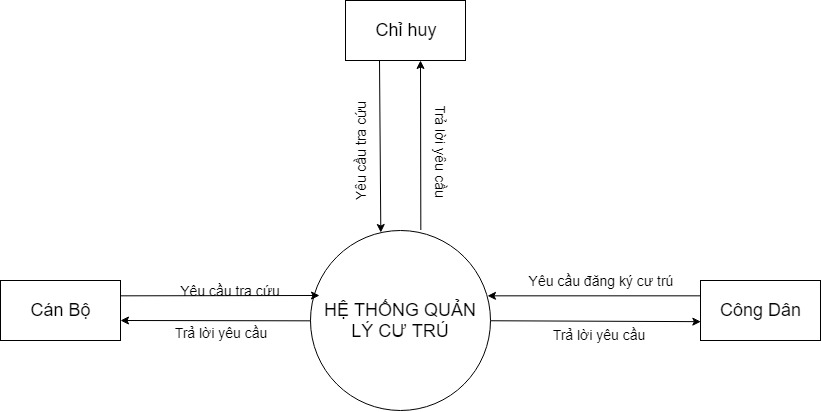 Chỉ huy
Yêu cầu tra cứu
Trả lời yêu cầu
Yêu cầu tra cứu
Yêu cầu đăng ký cư trú
Cán Bộ
HỆ THỐNG QUẢN
LÝ CƯ TRÚ
Công Dân
Trả lời yêu cầu
Trả lời yêu cầu